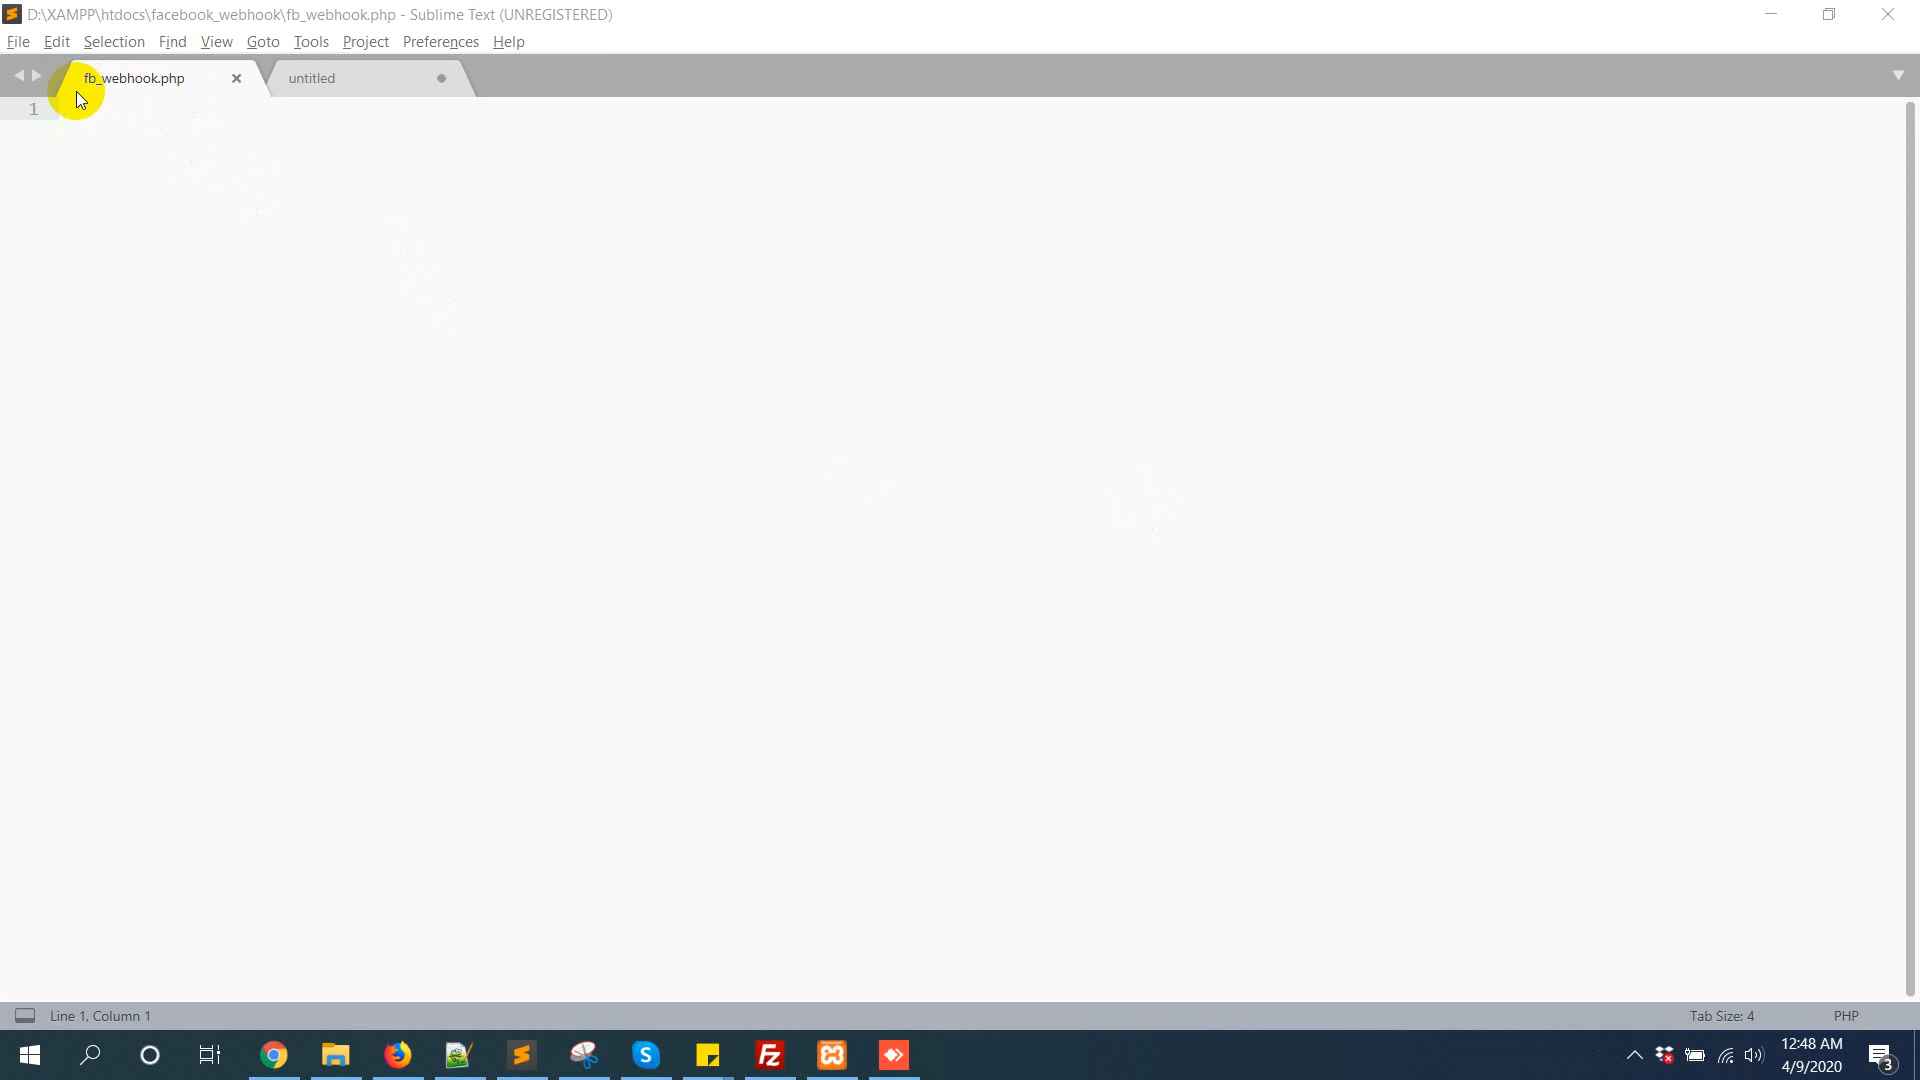 D:\XAMPP\htdocs\facebook_webhook\fb_webhook.php - Sublime Text (UNREGISTERED)
File Edit Selection Find View Goto Tools Project Preferences Help
fb_webhook.php untitled
1
Line 1, Column 1 Tab Size: 4 PHP
12:48 AM
4/9/2020
3